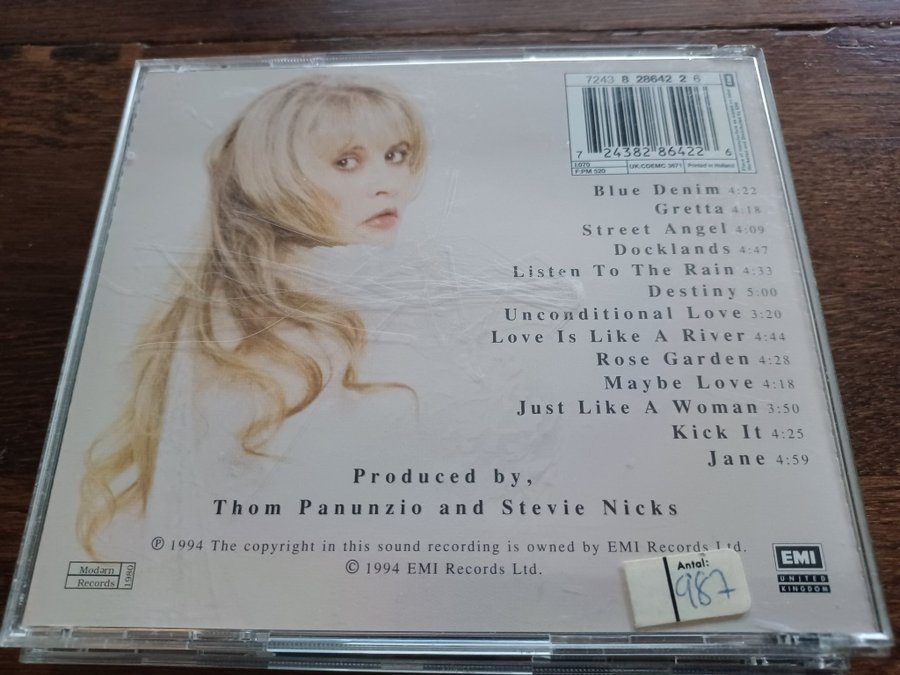 7243 8 28642 2 6
7 24382 86422 6
I:070
F:PM 520
UK:CDEMC 3671
Printed in Holland
Blue Denim 4:22
Gretta 4:18
Street Angel 4:09
Docklands 4:47
Listen To The Rain 4:33
Destiny 5:00
Unconditional Love 3:20
Love Is Like A River 4:44
Rose Garden 4:28
Maybe Love 4:18
Just Like A Woman 3:50
Kick It 4:25
Jane 4:59
Produced by,
Thom Panunzio and Stevie Nicks
℗ 1994 The copyright in this sound recording is owned by EMI Records Ltd.
© 1994 EMI Records Ltd.
Modərn
Records
1980
Antal:
987
EMI
UNITED
KINGDOM